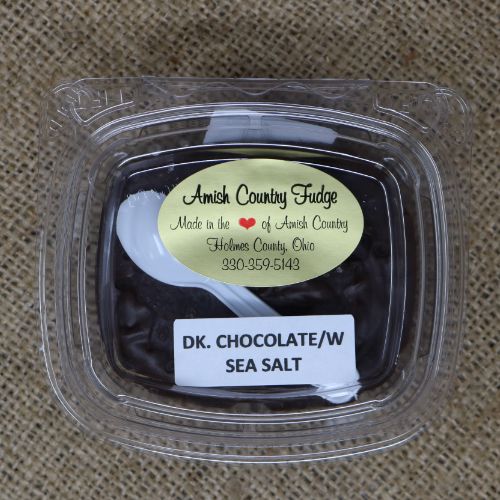 Amish Country Fudge
Made in the ❤ of Amish Country
Holmes County, Ohio
330-359-5143
DK. CHOCOLATE/W
SEA SALT